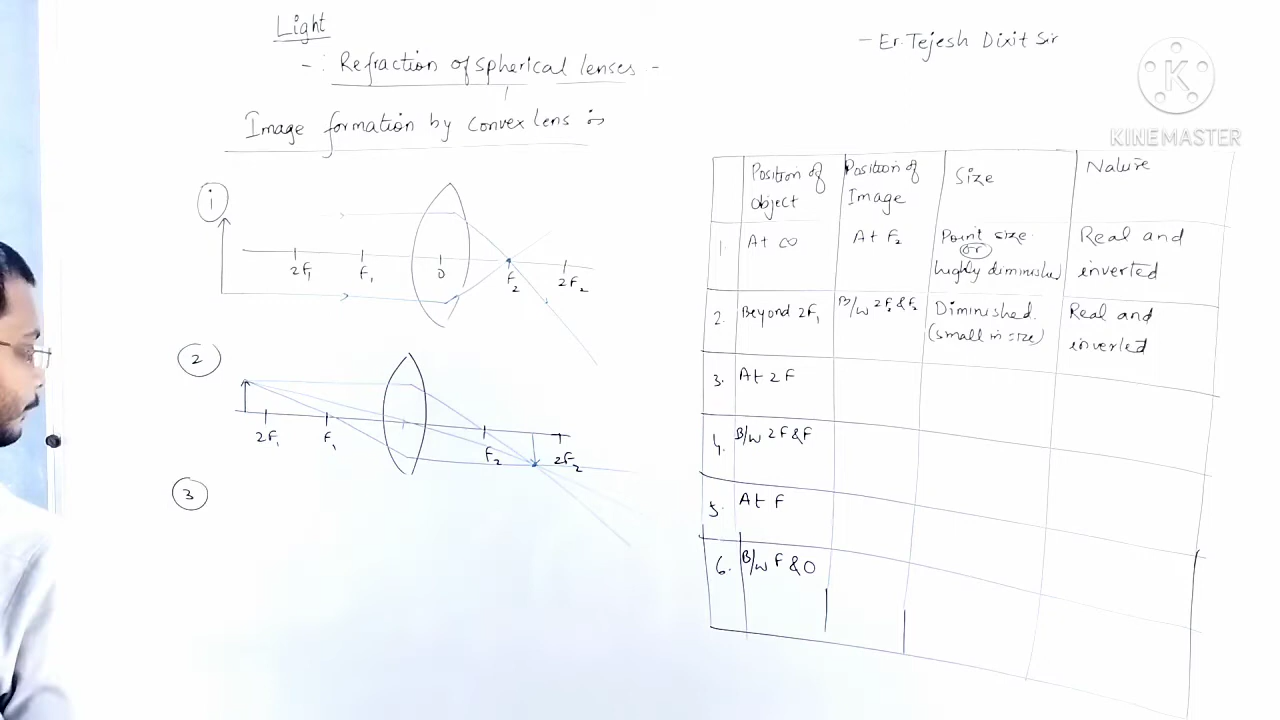 Light
- : Refraction of spherical lenses -
Image formation by convex lens is
- Er. Tejesh Dixit Sir
K
KINEMASTER
i
2F₁ F₁ O F₂ 2F₂
2
2F₁ F₁ F₂ 2F₂
3
Position of object Position of Image Size Nature
1. At ∞ At F₂ Point size. or highly diminished Real and inverted
2. Beyond 2F₁ B/w 2F₂ & F₂ Diminished. (small in size) Real and inverted
3. At 2F
4. B/w 2F & F
5. At F
6. B/w F & O